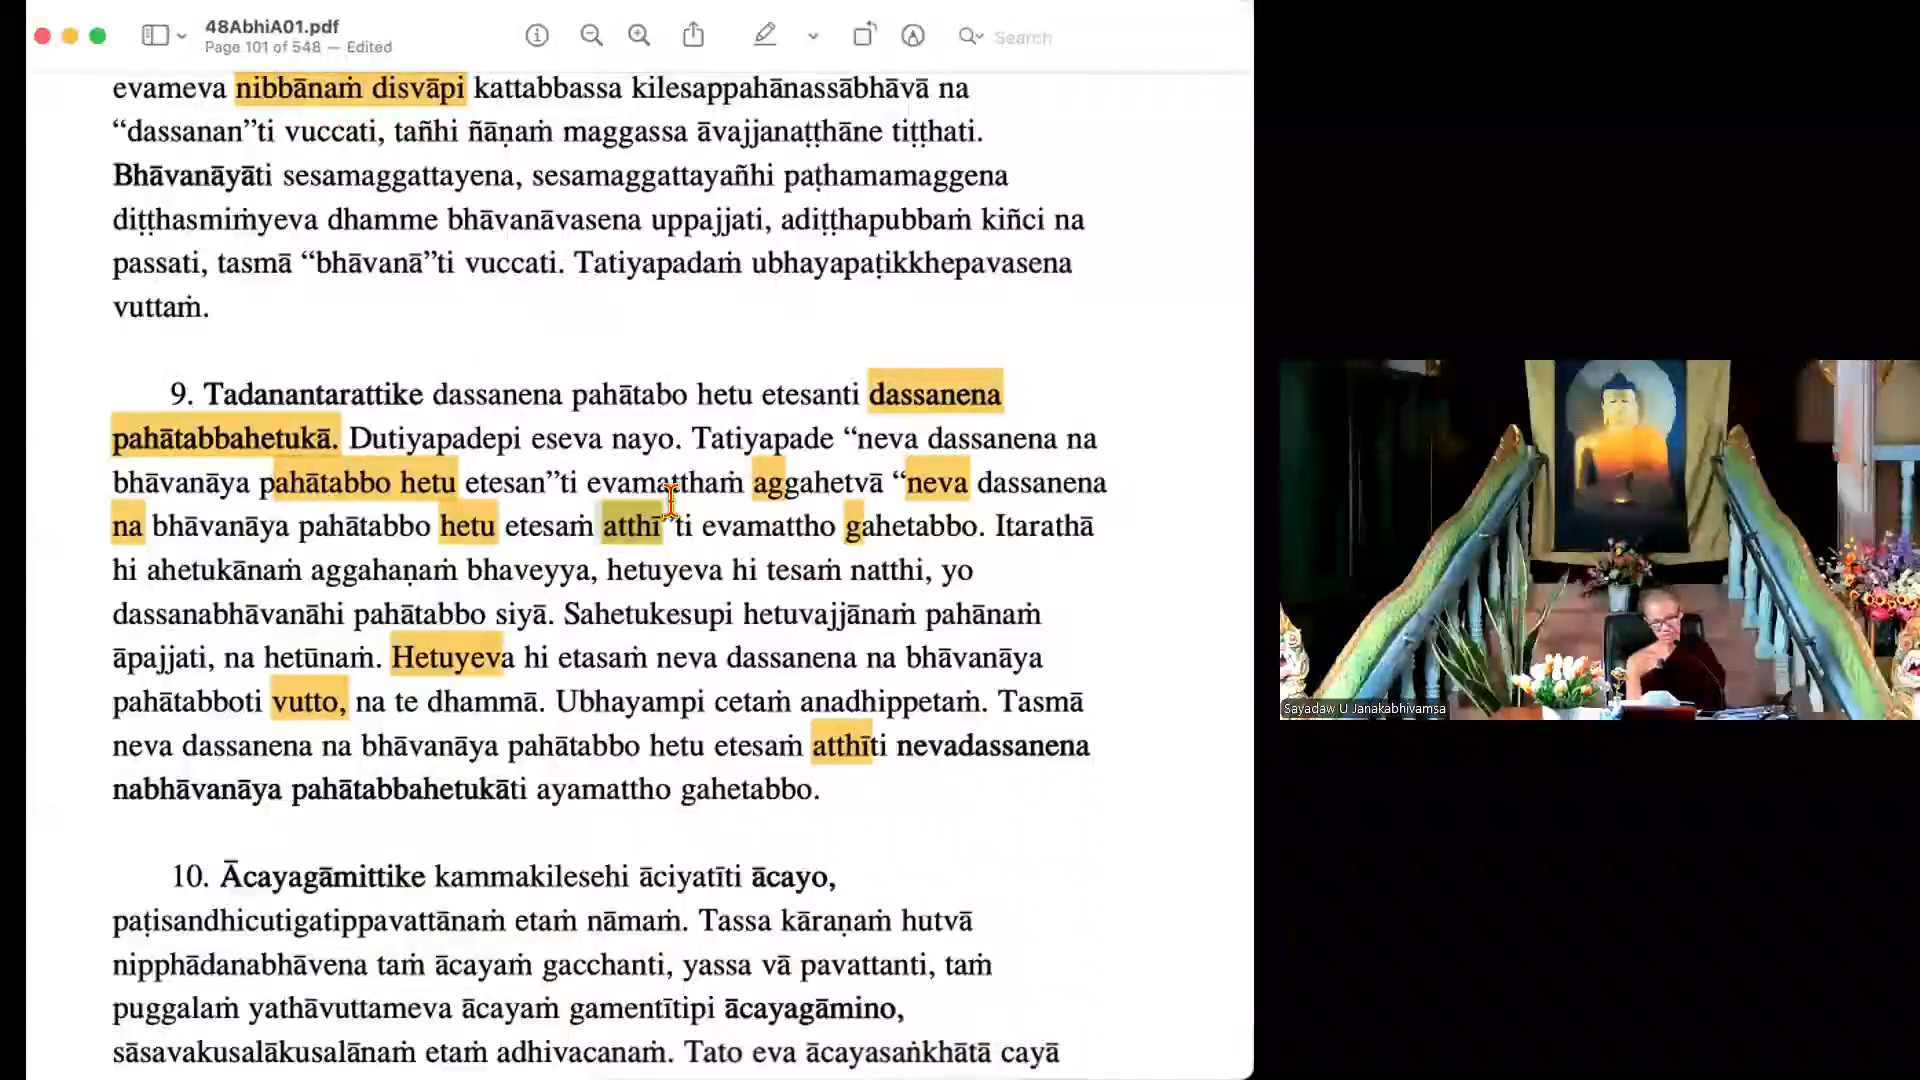 48AbhiA01.pdf
Page 101 of 548 — Edited
Search
evameva nibbānaṁ disvāpi kattabbassa kilesappahānassābhāvā na
“dassanan”ti vuccati, tañhi ñāṇaṁ maggassa āvajjanaṭṭhāne tiṭṭhati.
Bhāvanāyāti sesamaggattayena, sesamaggattayañhi paṭhamamaggena
diṭṭhasmiṁyeva dhamme bhāvanāvasena uppajjati, adiṭṭhapubbaṁ kiñci na
passati, tasmā “bhāvanā”ti vuccati. Tatiyapadaṁ ubhayapaṭikkhepavasena
vuttaṁ.
9. Tadanantarattike dassanena pahātabo hetu etesanti dassanena
pahātabbahetukā. Dutiyapadepi eseva nayo. Tatiyapade “neva dassanena na
bhāvanāya pahātabbo hetu etesan”ti evamatthaṁ aggahetvā “neva dassanena
na bhāvanāya pahātabbo hetu etesaṁ atthī”ti evamattho gahetabbo. Itarathā
hi ahetukānaṁ aggahaṇaṁ bhaveyya, hetuyeva hi tesaṁ natthi, yo
dassanabhāvanāhi pahātabbo siyā. Sahetukesupi hetuvajjānaṁ pahānaṁ
āpajjati, na hetūnaṁ. Hetuyeva hi etasaṁ neva dassanena na bhāvanāya
pahātabboti vutto, na te dhammā. Ubhayampi cetaṁ anadhippetaṁ. Tasmā
neva dassanena na bhāvanāya pahātabbo hetu etesaṁ atthīti nevadassanena
nabhāvanāya pahātabbahetukāti ayamattho gahetabbo.
10. Ācayagāmittike kammakilesehi āciyatīti ācayo,
paṭisandhicutigatippavattānaṁ etaṁ nāmaṁ. Tassa kāraṇaṁ hutvā
nipphādanabhāvena taṁ ācayaṁ gacchanti, yassa vā pavattanti, taṁ
puggalaṁ yathāvuttameva ācayaṁ gamentītipi ācayagāmino,
sāsavakusalākusalānaṁ etaṁ adhivacanaṁ. Tato eva ācayasaṅkhātā cayā
Sayadaw U Janakabhivamsa